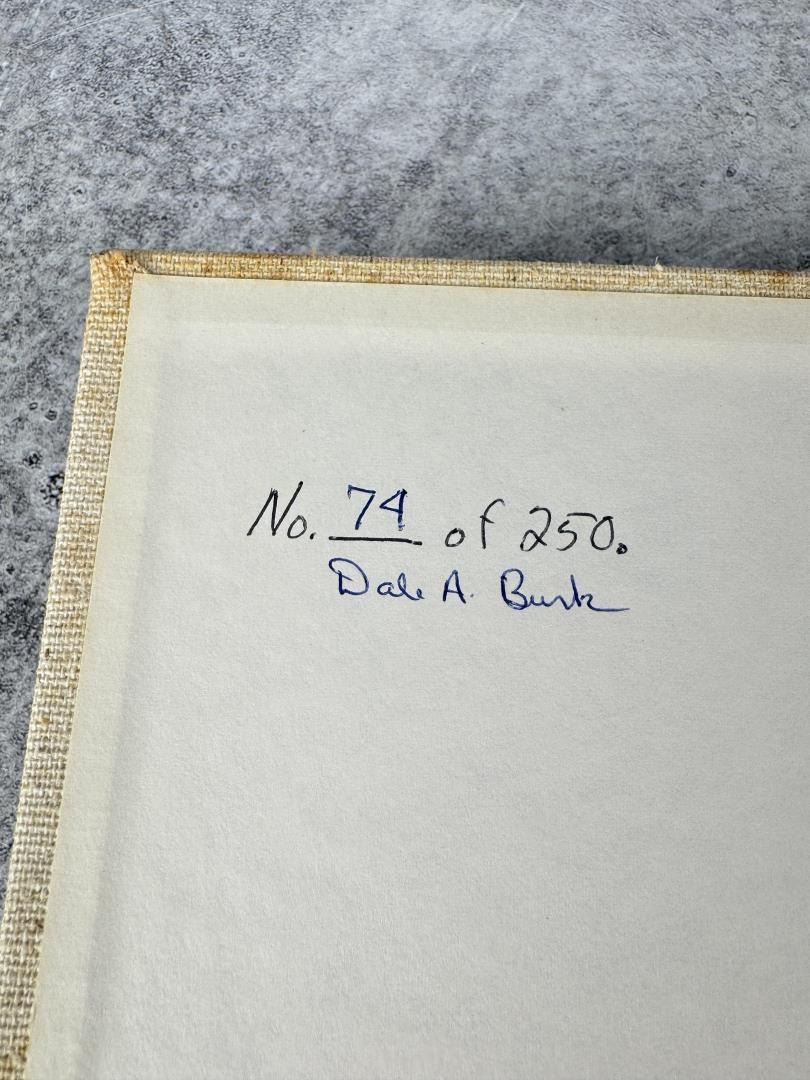 No. 74 of 250.
Dale A. Burk